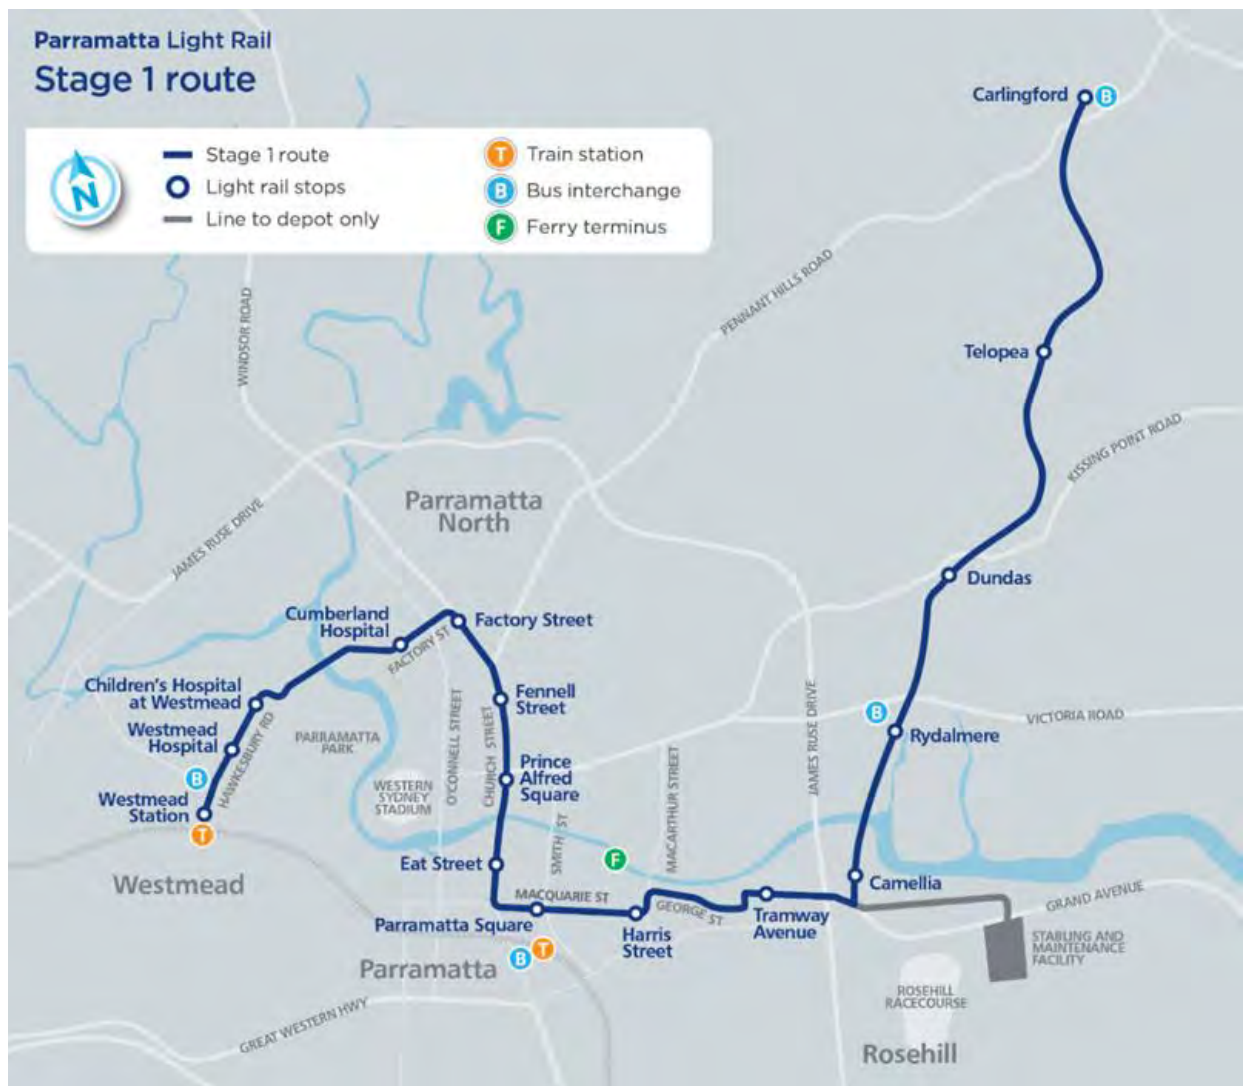 Parramatta Light Rail
Stage 1 route
N
Stage 1 route
Light rail stops
Line to depot only
T Train station
B Bus interchange
F Ferry terminus
Carlingford
B
PENNANT HILLS ROAD
WINDSOR ROAD
Telopea
KISSING POINT ROAD
Parramatta
North
JAMES RUSE DRIVE
Dundas
Cumberland
Hospital
Factory Street
FACTORY ST
Children's Hospital
at Westmead
Fennell
Street
Westmead
Hospital
HAWKESBURY RD
PARRAMATTA
PARK
O'CONNELL STREET
CHURCH STREET
JAMES RUSE DRIVE
B
Rydalmere
VICTORIA ROAD
Prince
Alfred
Square
B
WESTERN
SYDNEY
STADIUM
MACARTHUR STREET
Westmead
Station
T
SMITH ST
Eat Street
F
Westmead
Camellia
MACQUARIE ST
GEORGE ST
GRAND AVENUE
Parramatta Square
Harris
Street
Tramway
Avenue
STABLING AND
MAINTENANCE
FACILITY
B
T
Parramatta
ROSEHILL
RACECOURSE
GREAT WESTERN HWY
Rosehill